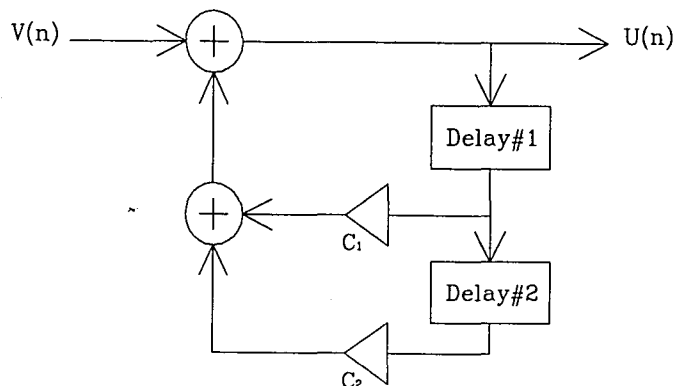 V(n)
U(n)
Delay#1
C₁
Delay#2
C₂